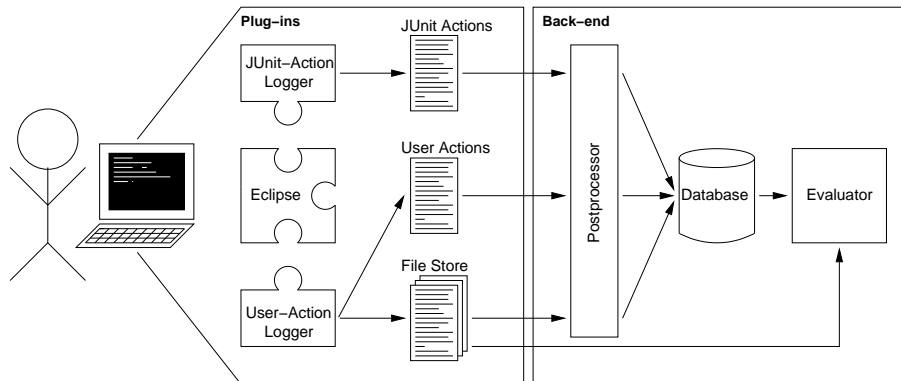 Plug–ins
Back–end
JUnit Actions
JUnit–Action
Logger
User Actions
Eclipse
Postprocessor
Database
Evaluator
File Store
User–Action
Logger